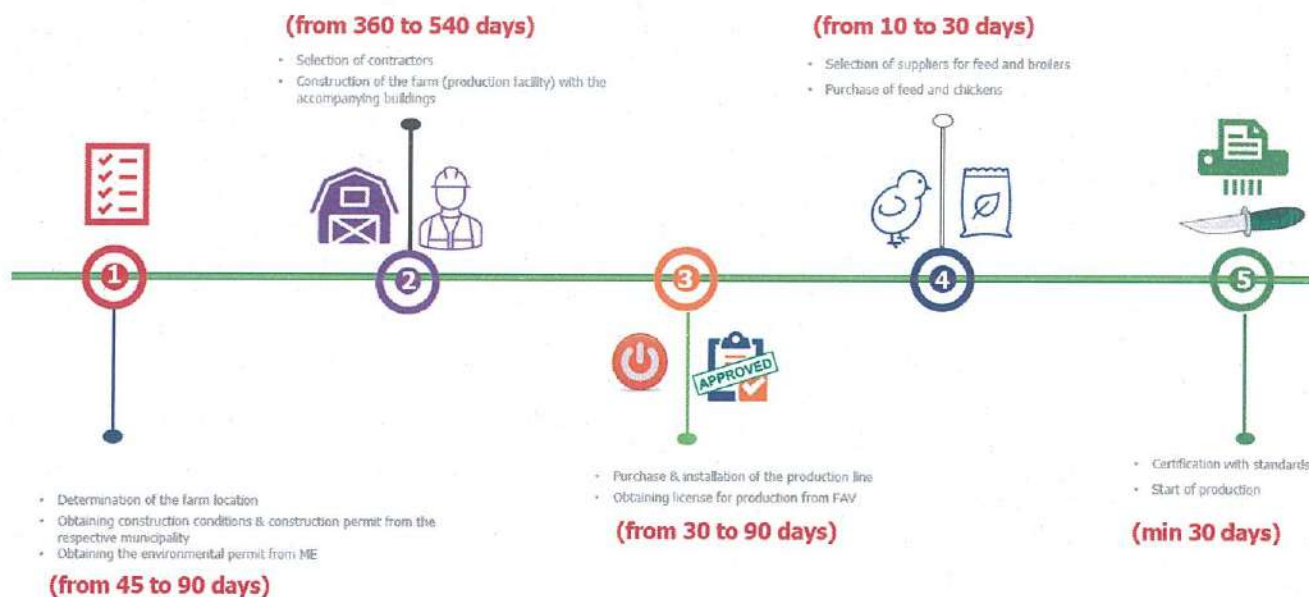 (from 360 to 540 days)
• Selection of contractors
• Construction of the farm (production facility) with the
accompanying buildings
(from 10 to 30 days)
• Selection of suppliers for feed and broilers
• Purchase of feed and chickens
1
2
3
4
5
APPROVED
• Determination of the farm location
• Obtaining construction conditions & construction permit from the
respective municipality
• Obtaining the environmental permit from ME
(from 45 to 90 days)
• Purchase & installation of the production line
• Obtaining license for production from FAV
(from 30 to 90 days)
• Certification with standards
• Start of production
(min 30 days)